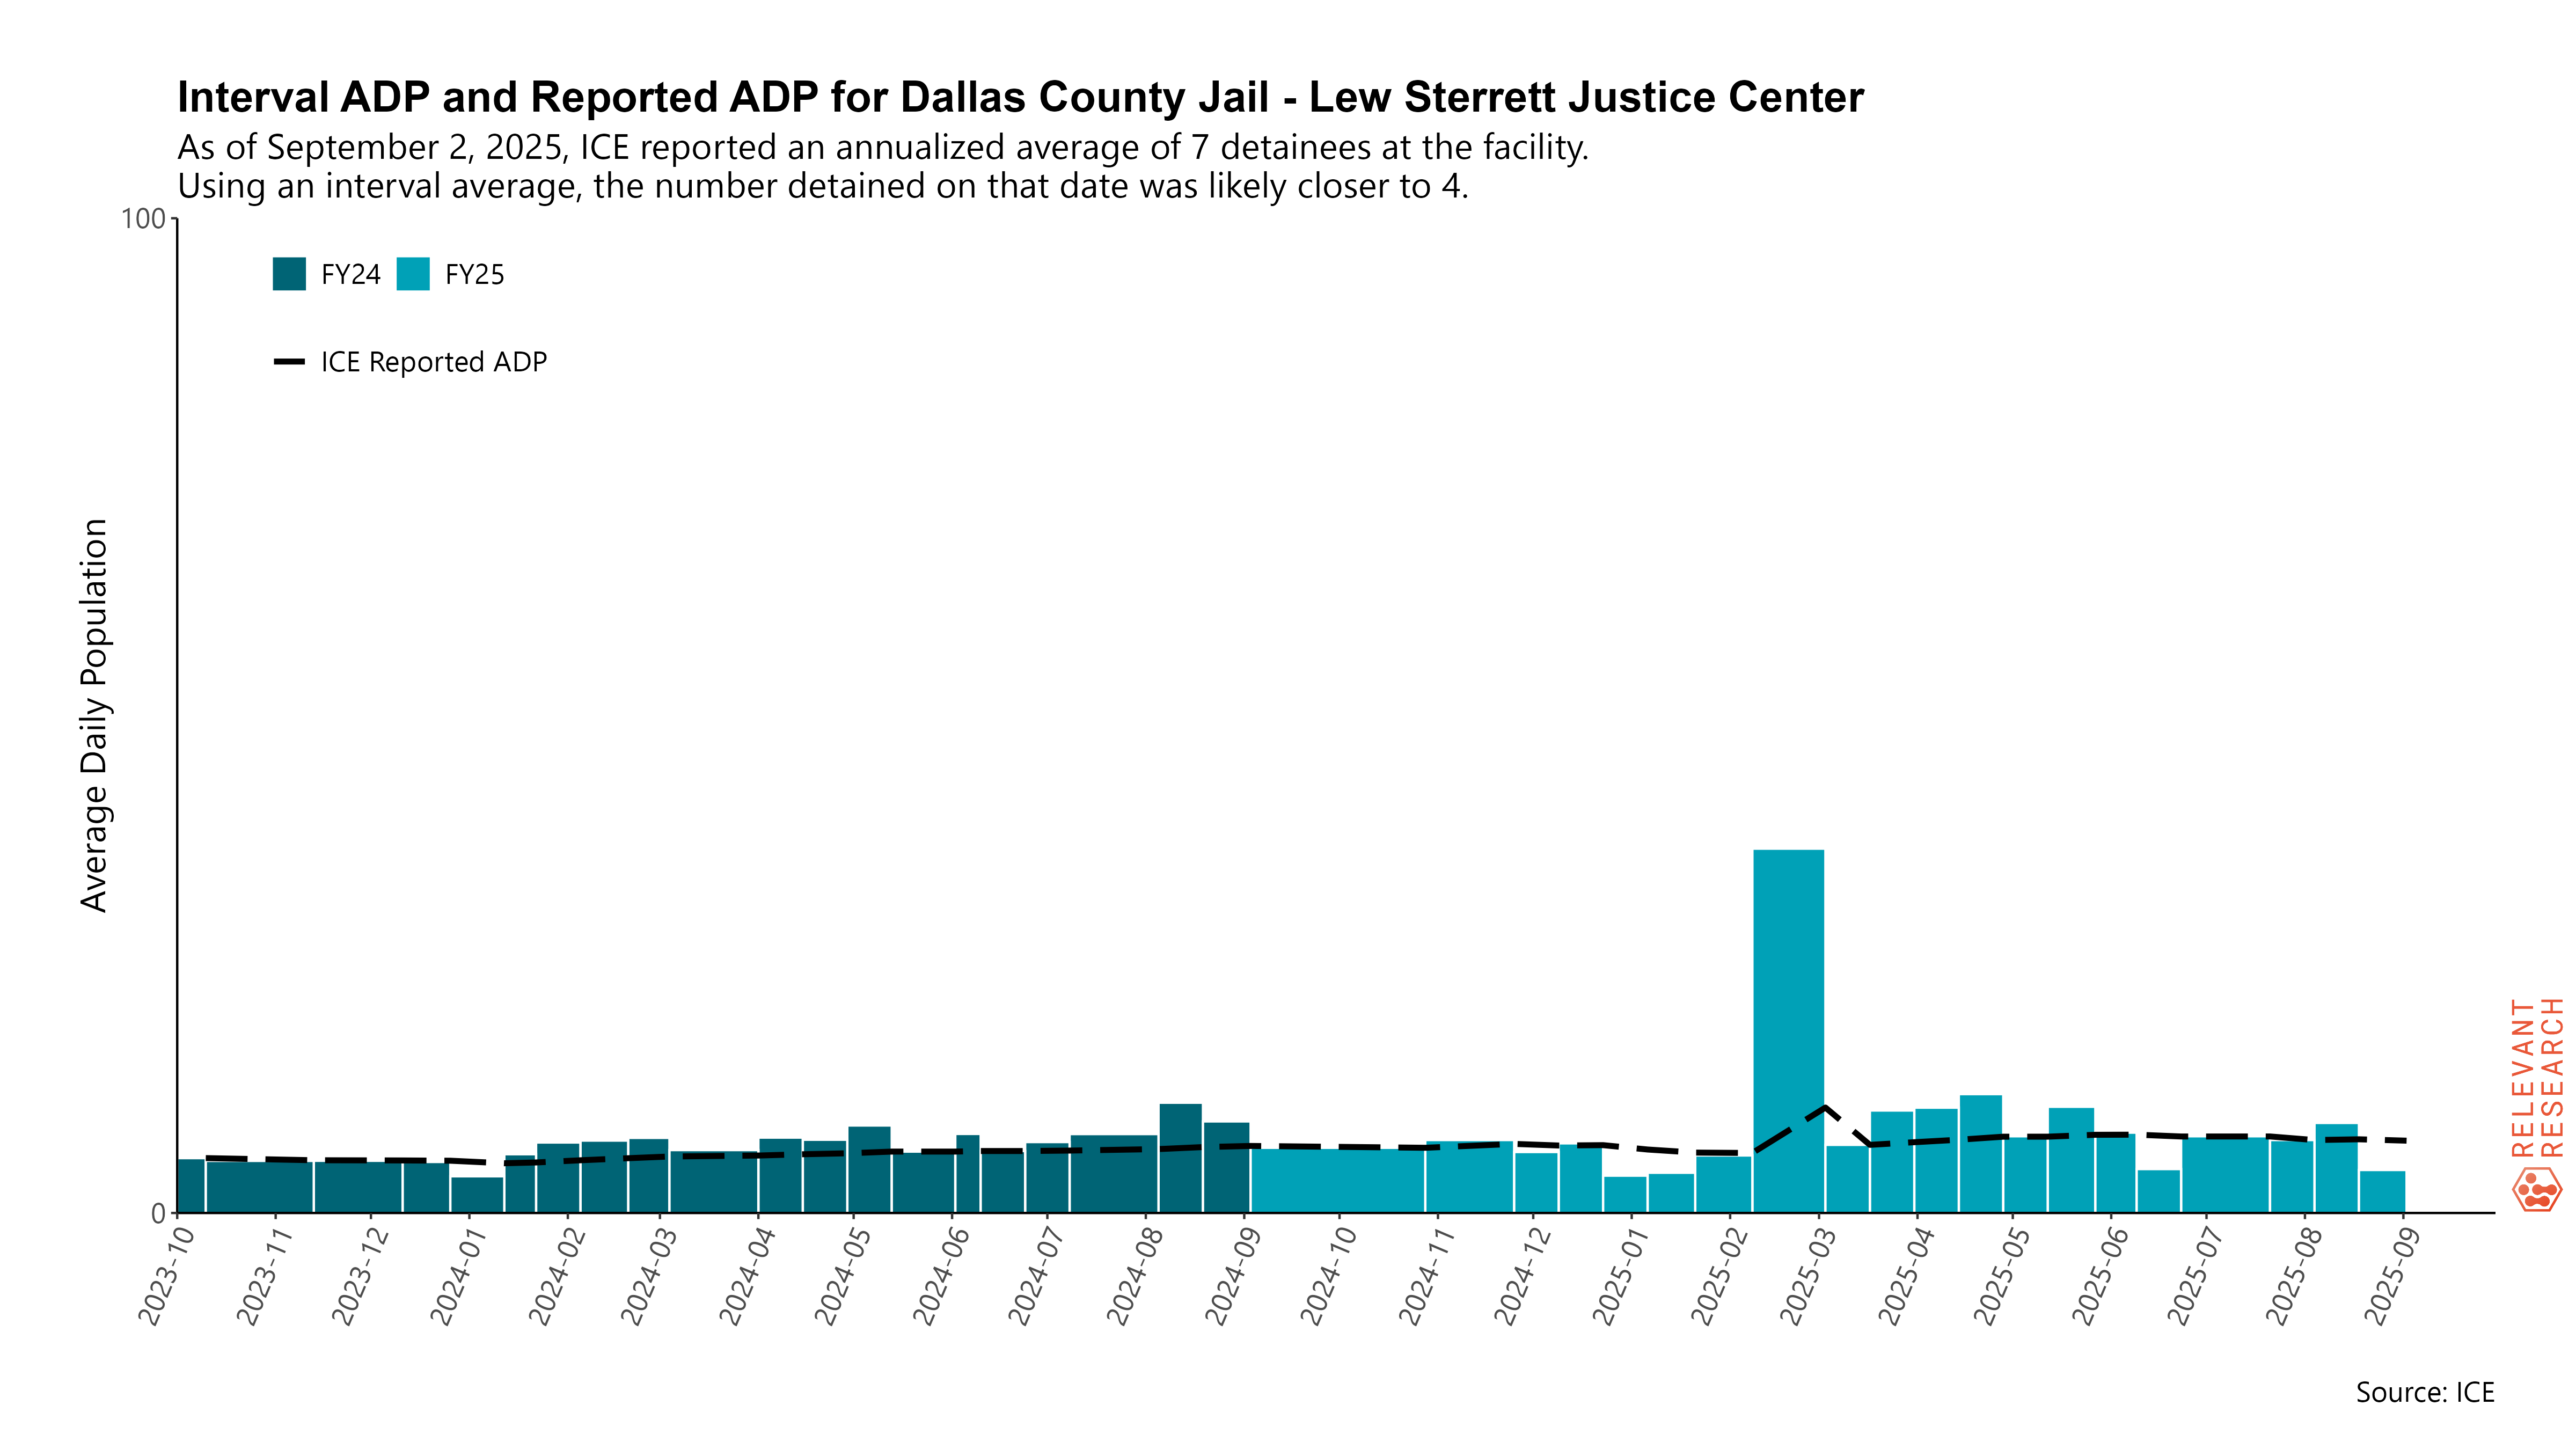 Interval ADP and Reported ADP for Dallas County Jail - Lew Sterrett Justice Center
As of September 2, 2025, ICE reported an annualized average of 7 detainees at the facility.
Using an interval average, the number detained on that date was likely closer to 4.
100
FY24 FY25
ICE Reported ADP
Average Daily Population
0
2023-10 2023-11 2023-12 2024-01 2024-02 2024-03 2024-04 2024-05 2024-06 2024-07 2024-08 2024-09 2024-10 2024-11 2024-12 2025-01 2025-02 2025-03 2025-04 2025-05 2025-06 2025-07 2025-08 2025-09
RELEVANT
RESEARCH
Source: ICE